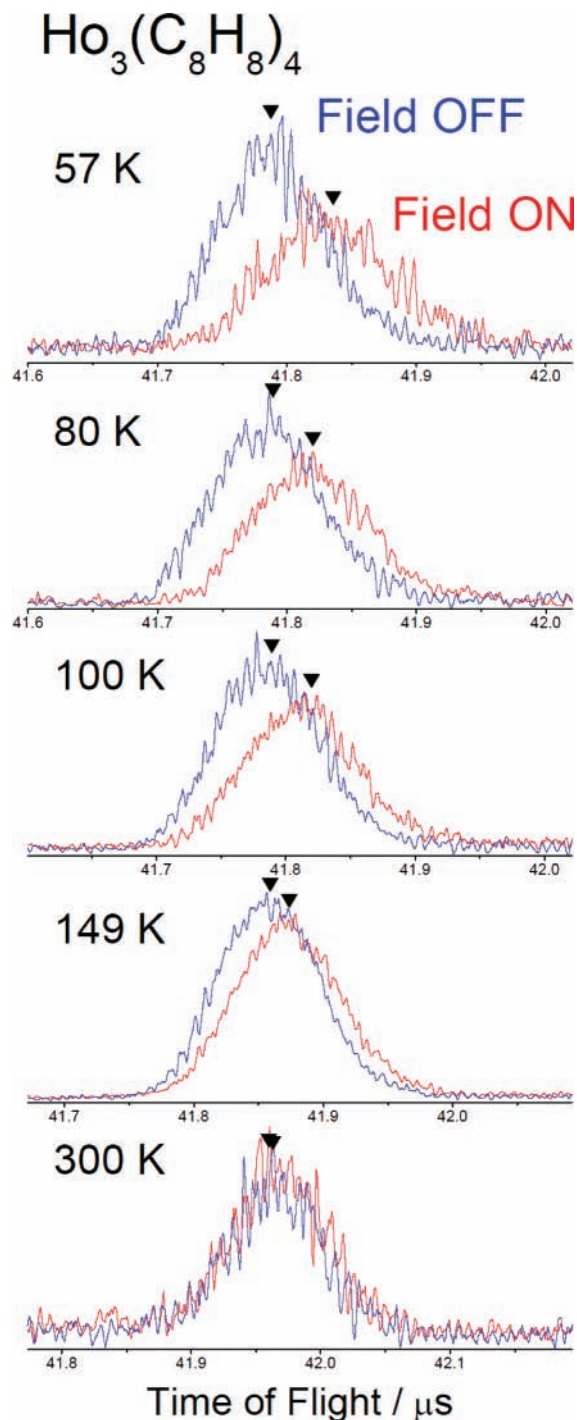 Ho₃(C₈H₈)₄
Field OFF
57 K
Field ON
41.6 41.7 41.8 41.9 42.0
80 K
41.6 41.7 41.8 41.9 42.0
100 K
41.7 41.8 41.9 42.0
149 K
41.7 41.8 41.9 42.0
300 K
41.8 41.9 42.0 42.1
Time of Flight / μs